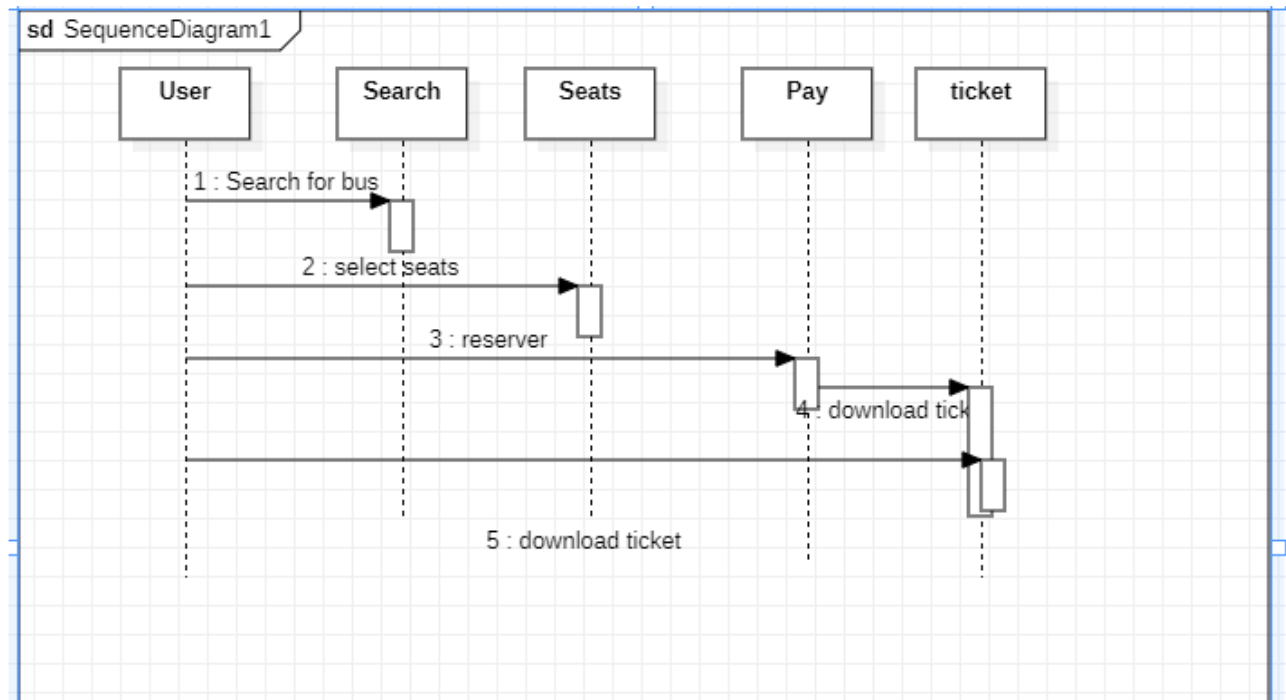 sd SequenceDiagram1
User
Search
Seats
Pay
ticket
1 : Search for bus
2 : select seats
3 : reserver
4 : download tick
5 : download ticket